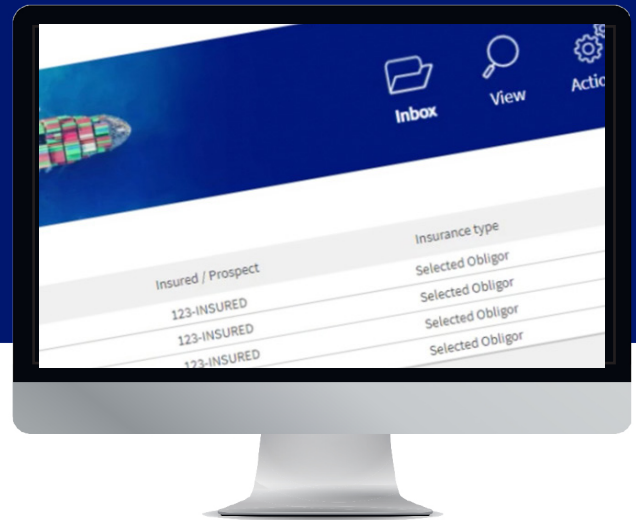 Inbox
View
Actio
Insured / Prospect Insurance type
123-INSURED Selected Obligor
123-INSURED Selected Obligor
123-INSURED Selected Obligor
Selected Obligor